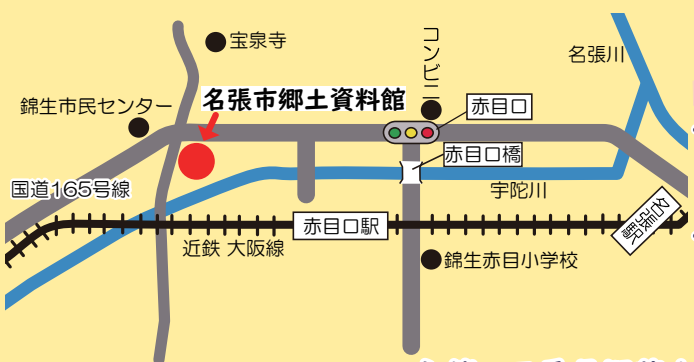 宝泉寺
コンビニ
名張川
錦生市民センター
名張市郷土資料館
赤目口
赤目口橋
国道165号線
宇陀川
名張駅
赤目口駅
近鉄 大阪線
錦生赤目小学校